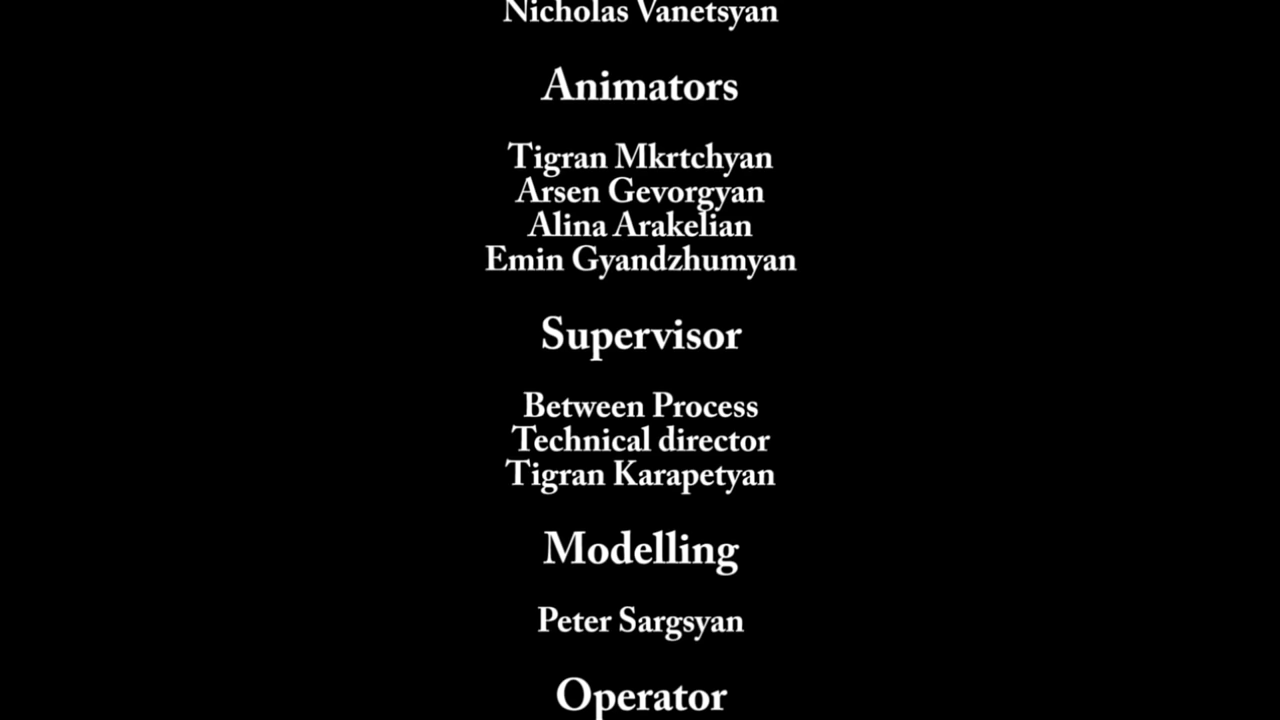 Nicholas Vanetsyan
Animators
Tigran Mkrtchyan
Arsen Gevorgyan
Alina Arakelian
Emin Gyandzhumyan
Supervisor
Between Process
Technical director
Tigran Karapetyan
Modelling
Peter Sargsyan
Operator